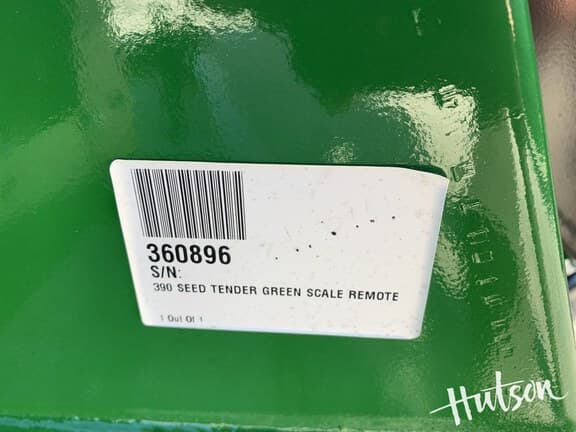 360896
S/N:
390 SEED TENDER GREEN SCALE REMOTE
1 Out Of 1
Hutson